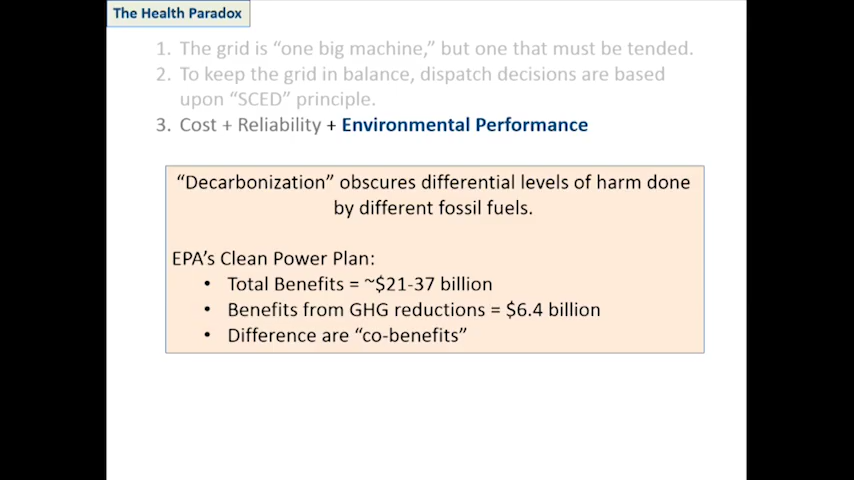 The Health Paradox
1. The grid is “one big machine,” but one that must be tended.
2. To keep the grid in balance, dispatch decisions are based
upon “SCED” principle.
3. Cost + Reliability + Environmental Performance
“Decarbonization” obscures differential levels of harm done
by different fossil fuels.
EPA’s Clean Power Plan:
• Total Benefits = ~$21-37 billion
• Benefits from GHG reductions = $6.4 billion
• Difference are “co-benefits”